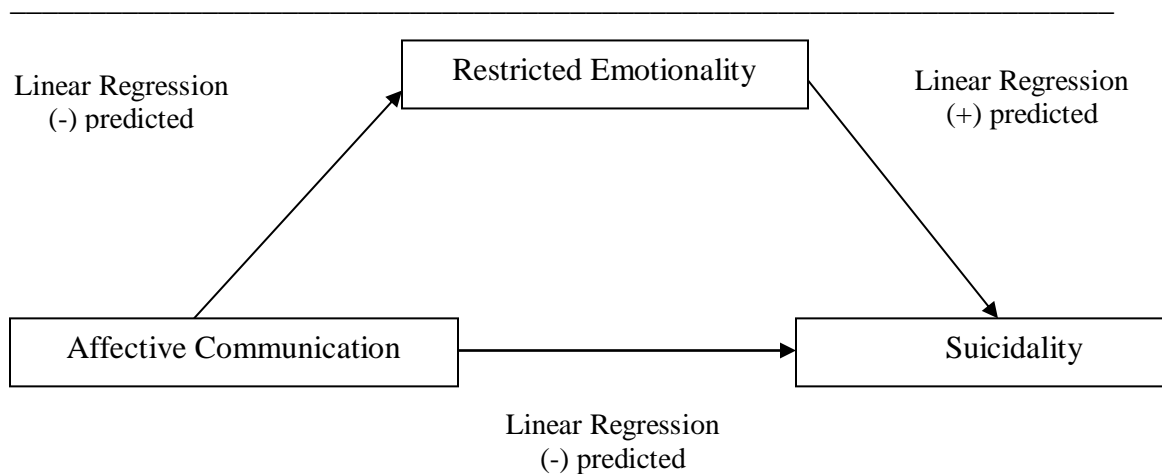 Restricted Emotionality
Linear Regression
(-) predicted
Linear Regression
(+) predicted
Affective Communication
Suicidality
Linear Regression
(-) predicted